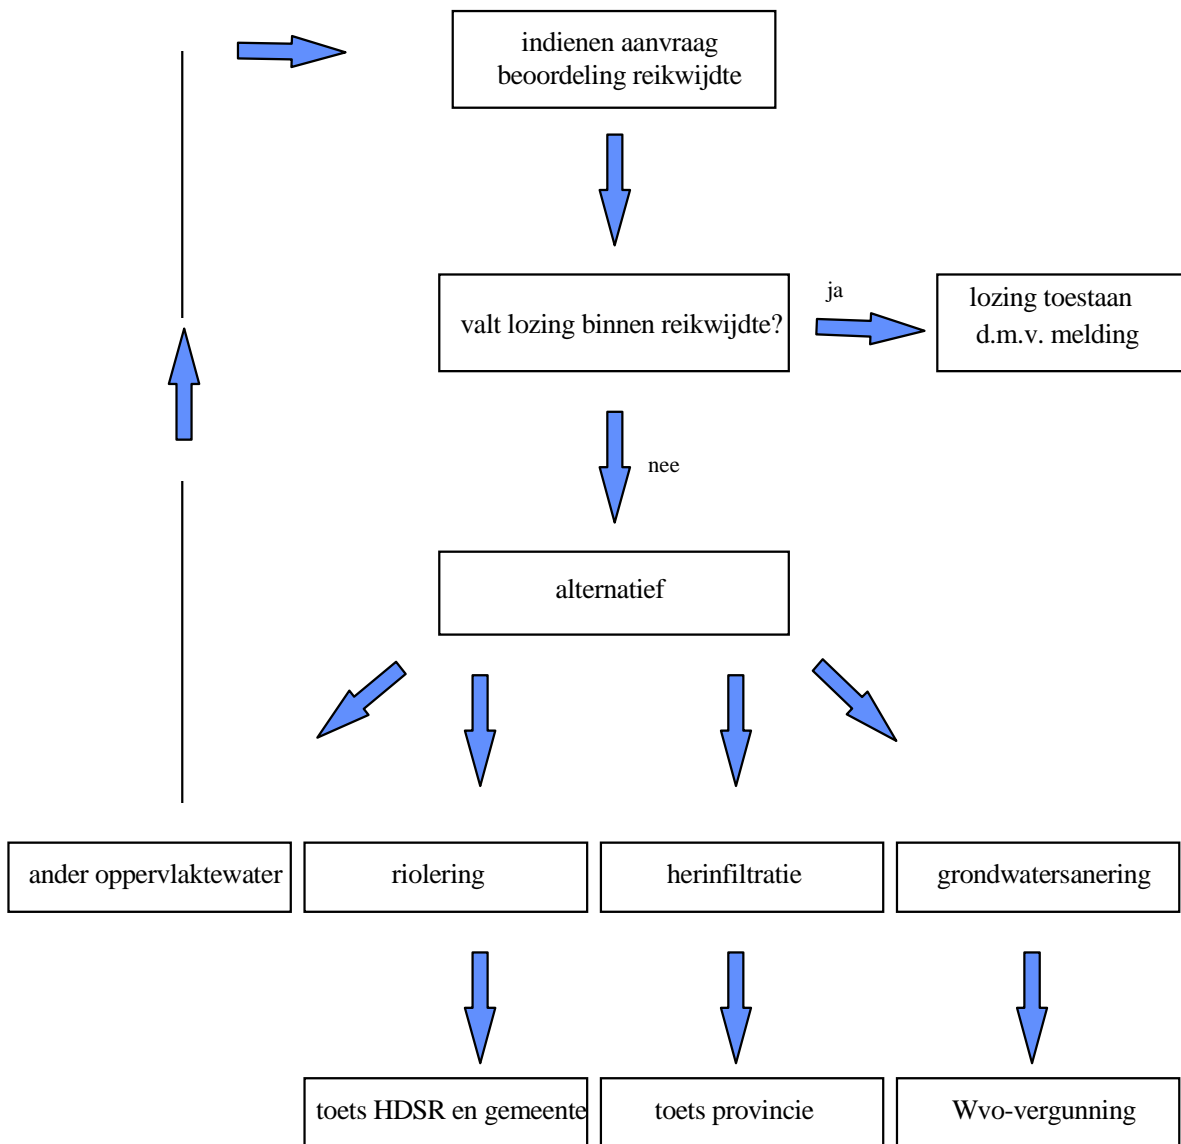 indienen aanvraag
beoordeling reikwijdte
valt lozing binnen reikwijdte?
ja
lozing toestaan
d.m.v. melding
nee
alternatief
ander oppervlaktewater
riolering
herinfiltratie
grondwatersanering
toets HDSR en gemeente
toets provincie
Wvo-vergunning